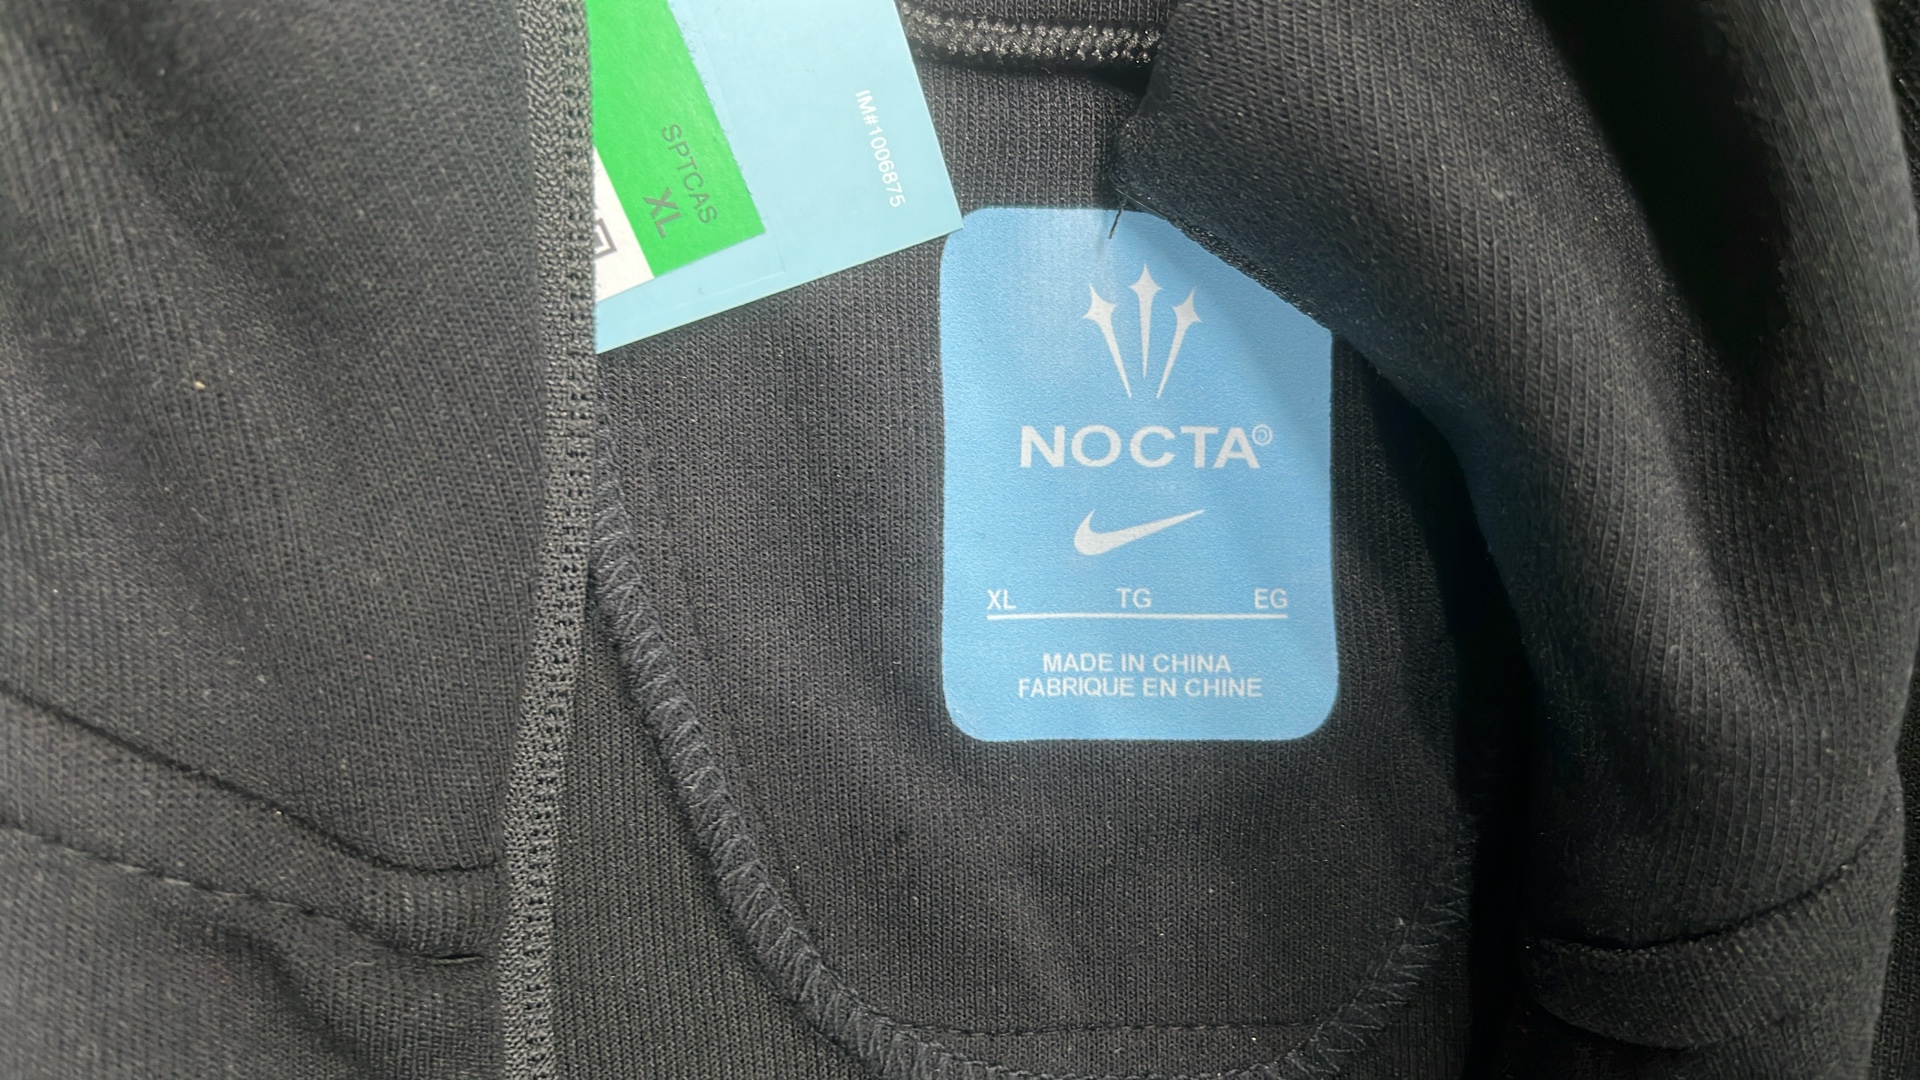 IM#1006875
SPTCAS
XL
NOCTA®
XL TG EG
MADE IN CHINA
FABRIQUE EN CHINE